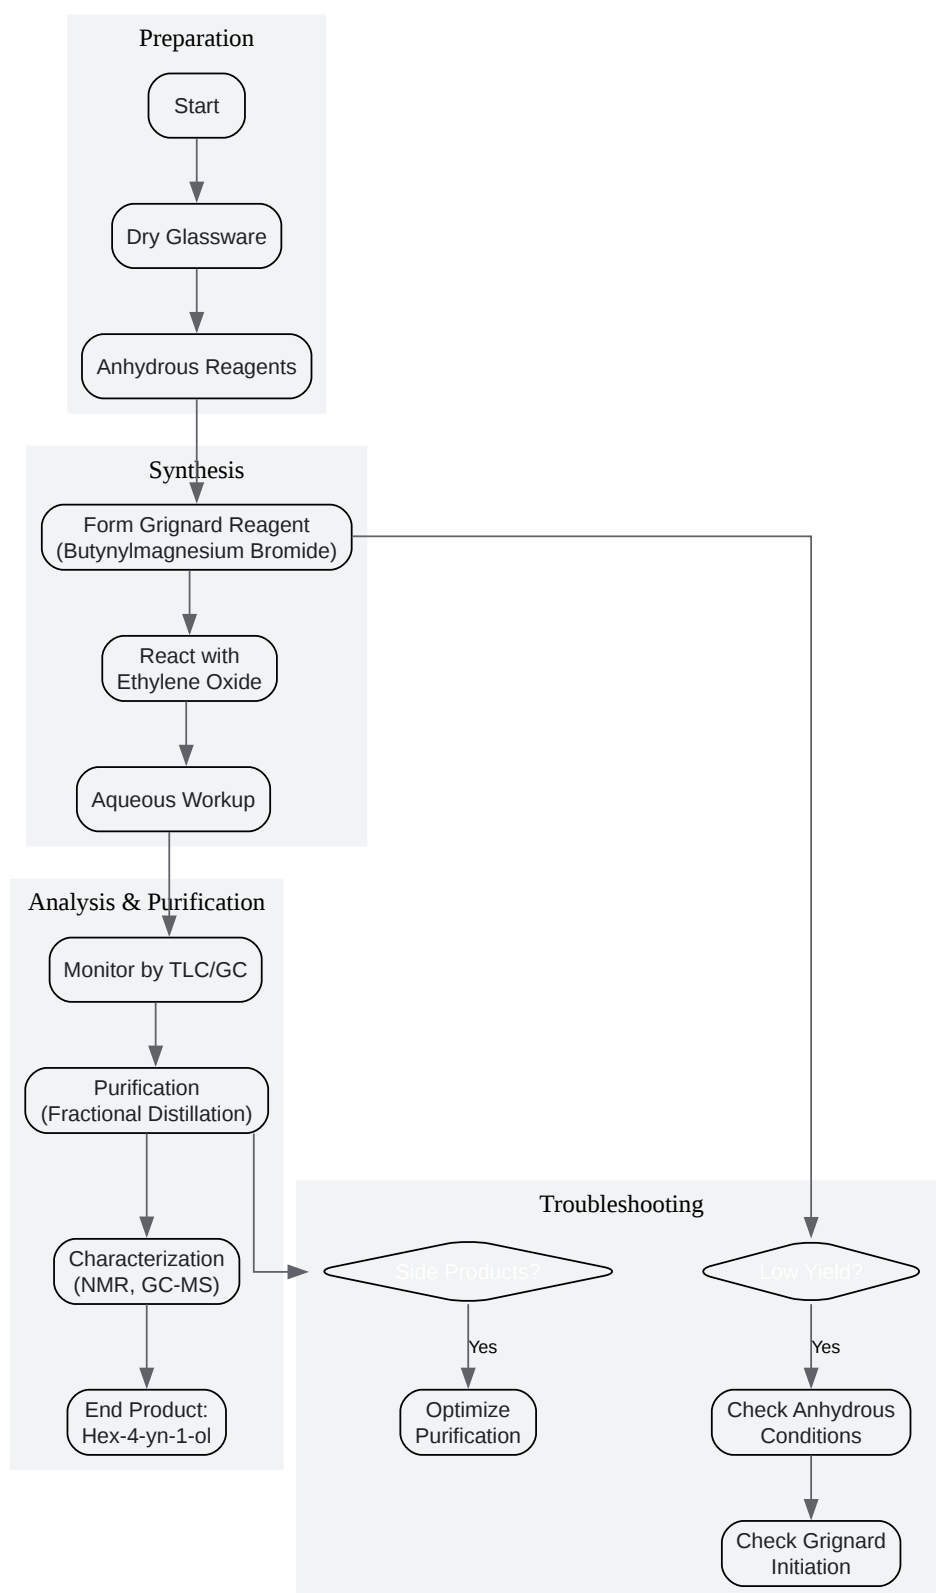 Preparation
Start
Dry Glassware
Anhydrous Reagents
Synthesis
Form Grignard Reagent
(Butynylmagnesium Bromide)
React with
Ethylene Oxide
Aqueous Workup
Analysis & Purification
Monitor by TLC/GC
Purification
(Fractional Distillation)
Characterization
(NMR, GC-MS)
End Product:
Hex-4-yn-1-ol
Troubleshooting
Side Products?
Yes
Optimize
Purification
Low Yield?
Yes
Check Anhydrous
Conditions
Check Grignard
Initiation